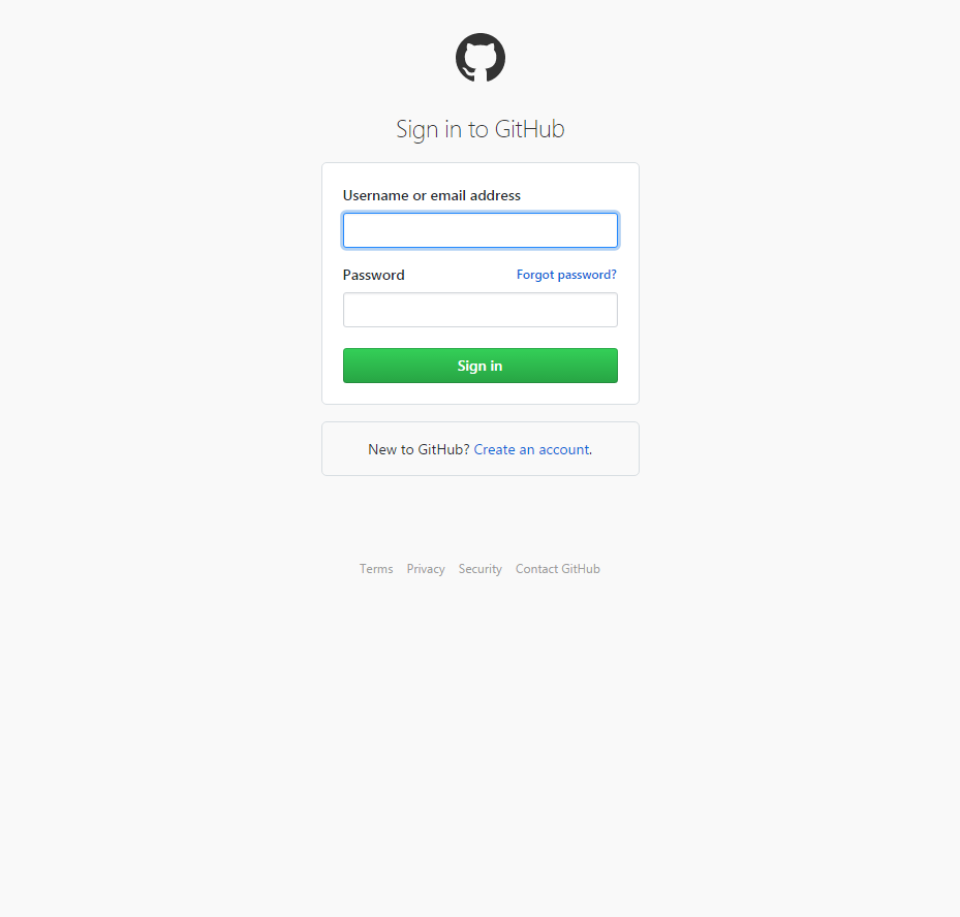 Sign in to GitHub
Username or email address
Password Forgot password?
Sign in
New to GitHub? Create an account.
Terms Privacy Security Contact GitHub